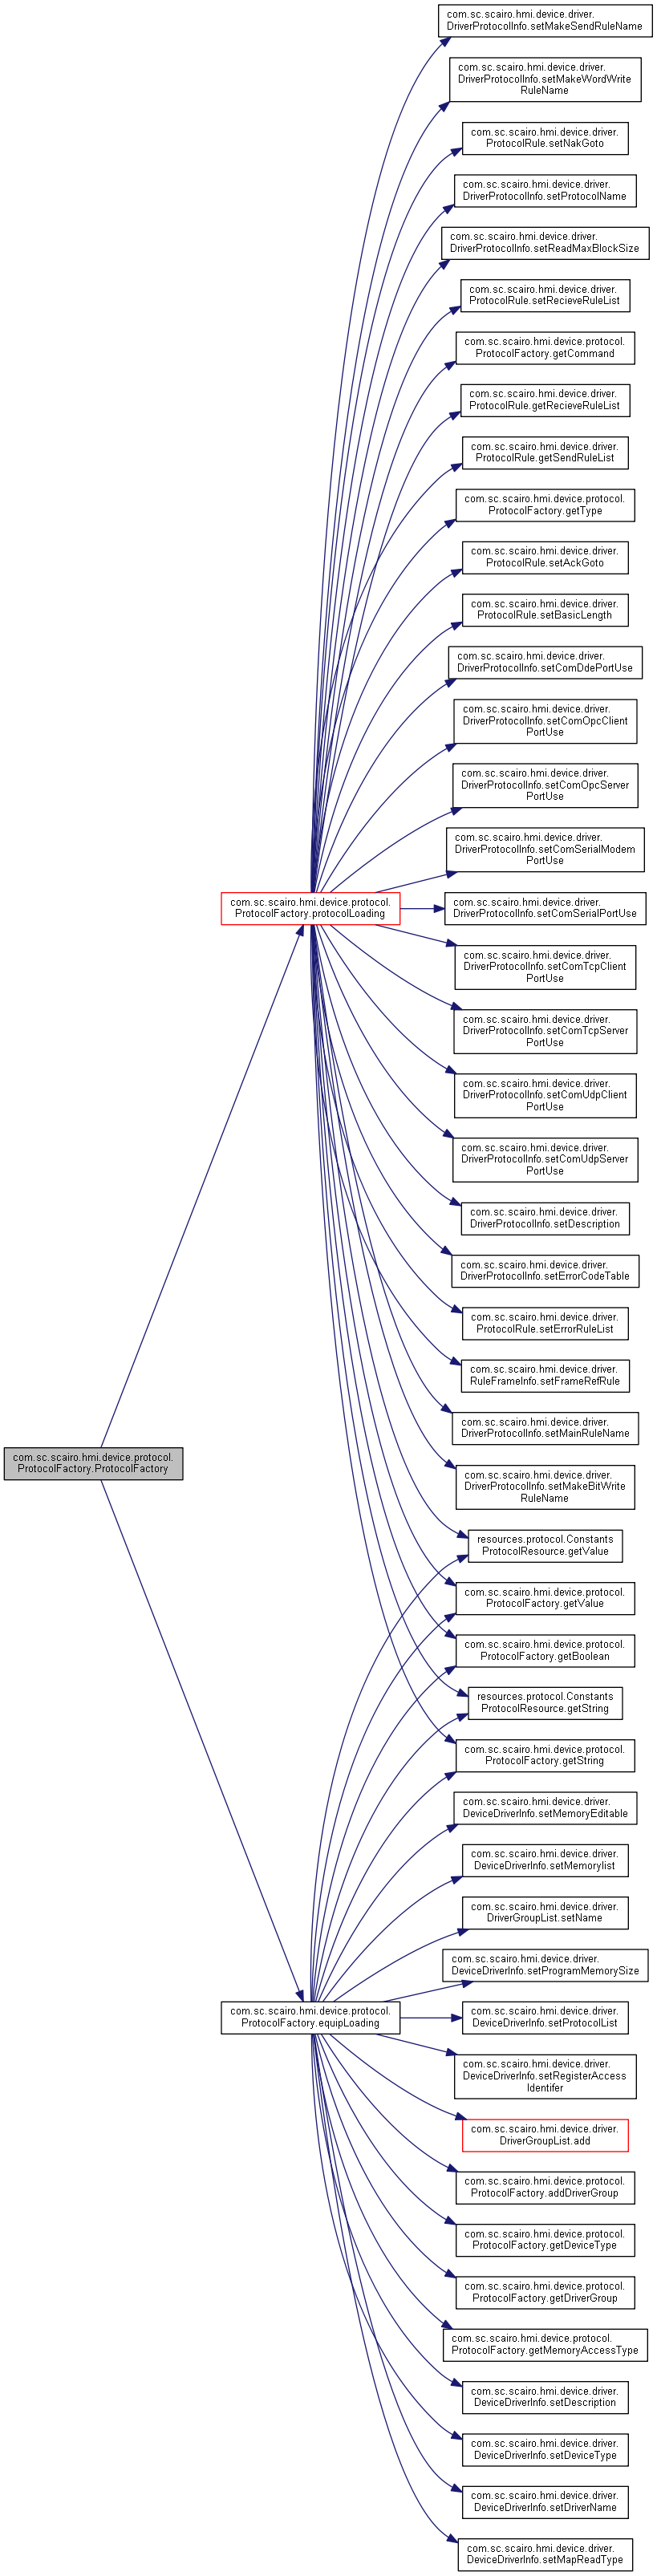 com.sc.scairo.hmi.device.driver.
DriverProtocolInfo.setMakeSendRuleName
com.sc.scairo.hmi.device.driver.
DriverProtocolInfo.setMakeWordWrite
RuleName
com.sc.scairo.hmi.device.driver.
ProtocolRule.setNakGoto
com.sc.scairo.hmi.device.driver.
DriverProtocolInfo.setProtocolName
com.sc.scairo.hmi.device.driver.
DriverProtocolInfo.setReadMaxBlockSize
com.sc.scairo.hmi.device.driver.
ProtocolRule.setRecieveRuleList
com.sc.scairo.hmi.device.protocol.
ProtocolFactory.getCommand
com.sc.scairo.hmi.device.driver.
ProtocolRule.getRecieveRuleList
com.sc.scairo.hmi.device.driver.
ProtocolRule.getSendRuleList
com.sc.scairo.hmi.device.protocol.
ProtocolFactory.getType
com.sc.scairo.hmi.device.driver.
ProtocolRule.setAckGoto
com.sc.scairo.hmi.device.driver.
ProtocolRule.setBasicLength
com.sc.scairo.hmi.device.driver.
DriverProtocolInfo.setComDdePortUse
com.sc.scairo.hmi.device.driver.
DriverProtocolInfo.setComOpcClient
PortUse
com.sc.scairo.hmi.device.driver.
DriverProtocolInfo.setComOpcServer
PortUse
com.sc.scairo.hmi.device.driver.
DriverProtocolInfo.setComSerialModem
PortUse
com.sc.scairo.hmi.device.protocol.
ProtocolFactory.protocolLoading
com.sc.scairo.hmi.device.driver.
DriverProtocolInfo.setComSerialPortUse
com.sc.scairo.hmi.device.driver.
DriverProtocolInfo.setComTcpClient
PortUse
com.sc.scairo.hmi.device.driver.
DriverProtocolInfo.setComTcpServer
PortUse
com.sc.scairo.hmi.device.driver.
DriverProtocolInfo.setComUdpClient
PortUse
com.sc.scairo.hmi.device.driver.
DriverProtocolInfo.setComUdpServer
PortUse
com.sc.scairo.hmi.device.driver.
DriverProtocolInfo.setDescription
com.sc.scairo.hmi.device.driver.
DriverProtocolInfo.setErrorCodeTable
com.sc.scairo.hmi.device.driver.
ProtocolRule.setErrorRuleList
com.sc.scairo.hmi.device.driver.
RuleFrameInfo.setFrameRefRule
com.sc.scairo.hmi.device.driver.
DriverProtocolInfo.setMainRuleName
com.sc.scairo.hmi.device.protocol.
ProtocolFactory.ProtocolFactory
com.sc.scairo.hmi.device.driver.
DriverProtocolInfo.setMakeBitWrite
RuleName
resources.protocol.Constants
ProtocolResource.getValue
com.sc.scairo.hmi.device.protocol.
ProtocolFactory.getValue
com.sc.scairo.hmi.device.protocol.
ProtocolFactory.getBoolean
resources.protocol.Constants
ProtocolResource.getString
com.sc.scairo.hmi.device.protocol.
ProtocolFactory.getString
com.sc.scairo.hmi.device.driver.
DeviceDriverInfo.setMemoryEditable
com.sc.scairo.hmi.device.driver.
DeviceDriverInfo.setMemorylist
com.sc.scairo.hmi.device.driver.
DriverGroupList.setName
com.sc.scairo.hmi.device.driver.
DeviceDriverInfo.setProgramMemorySize
com.sc.scairo.hmi.device.protocol.
ProtocolFactory.equipLoading
com.sc.scairo.hmi.device.driver.
DeviceDriverInfo.setProtocolList
com.sc.scairo.hmi.device.driver.
DeviceDriverInfo.setRegisterAccess
Identifer
com.sc.scairo.hmi.device.driver.
DriverGroupList.add
com.sc.scairo.hmi.device.protocol.
ProtocolFactory.addDriverGroup
com.sc.scairo.hmi.device.protocol.
ProtocolFactory.getDeviceType
com.sc.scairo.hmi.device.protocol.
ProtocolFactory.getDriverGroup
com.sc.scairo.hmi.device.protocol.
ProtocolFactory.getMemoryAccessType
com.sc.scairo.hmi.device.driver.
DeviceDriverInfo.setDescription
com.sc.scairo.hmi.device.driver.
DeviceDriverInfo.setDeviceType
com.sc.scairo.hmi.device.driver.
DeviceDriverInfo.setDriverName
com.sc.scairo.hmi.device.driver.
DeviceDriverInfo.setMapReadType